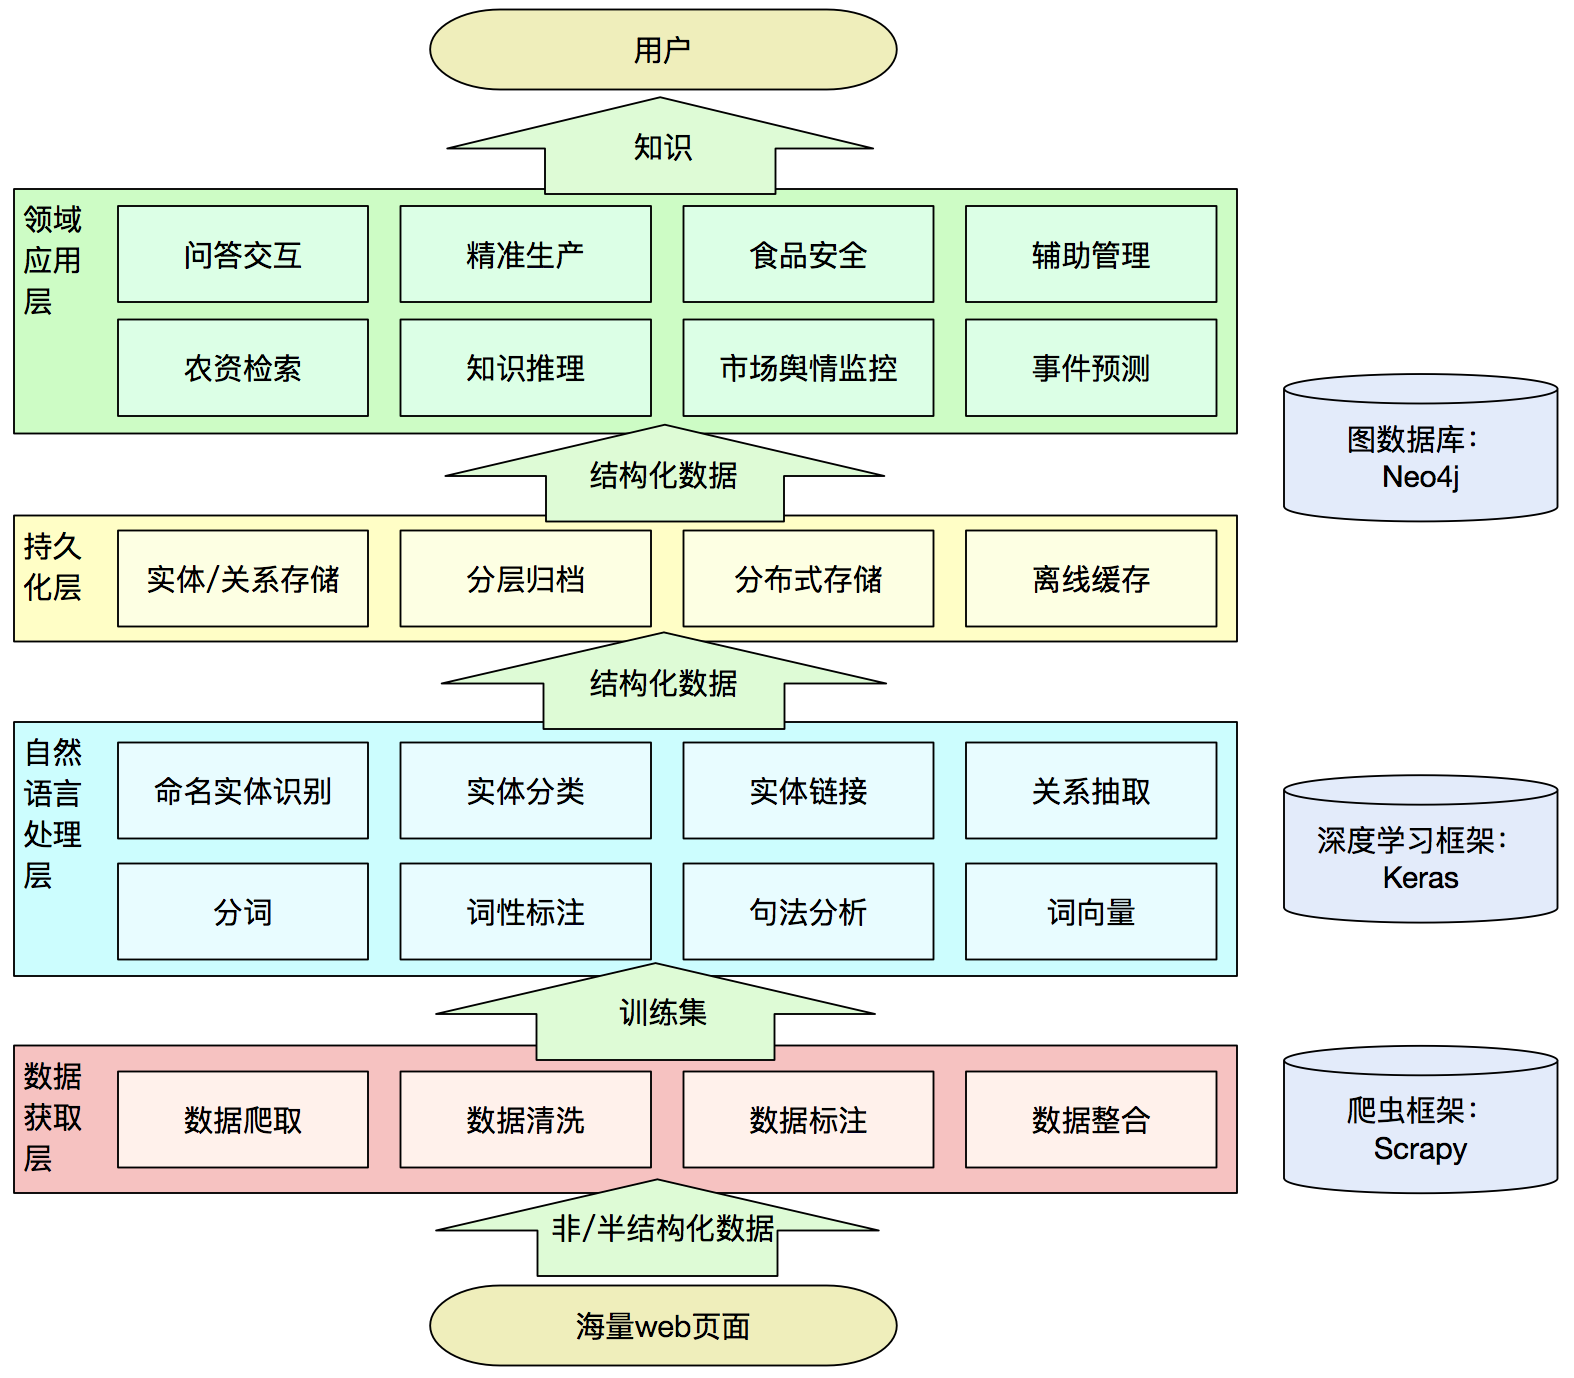 用户
知识
领域
应用
层
问答交互
精准生产
食品安全
辅助管理
农资检索
知识推理
市场舆情监控
事件预测
图数据库：
Neo4j
结构化数据
持久
化层
实体/关系存储
分层归档
分布式存储
离线缓存
结构化数据
自然
语言
处理
层
命名实体识别
实体分类
实体链接
关系抽取
分词
词性标注
句法分析
词向量
深度学习框架：
Keras
训练集
数据
获取
层
数据爬取
数据清洗
数据标注
数据整合
爬虫框架：
Scrapy
非/半结构化数据
海量web页面